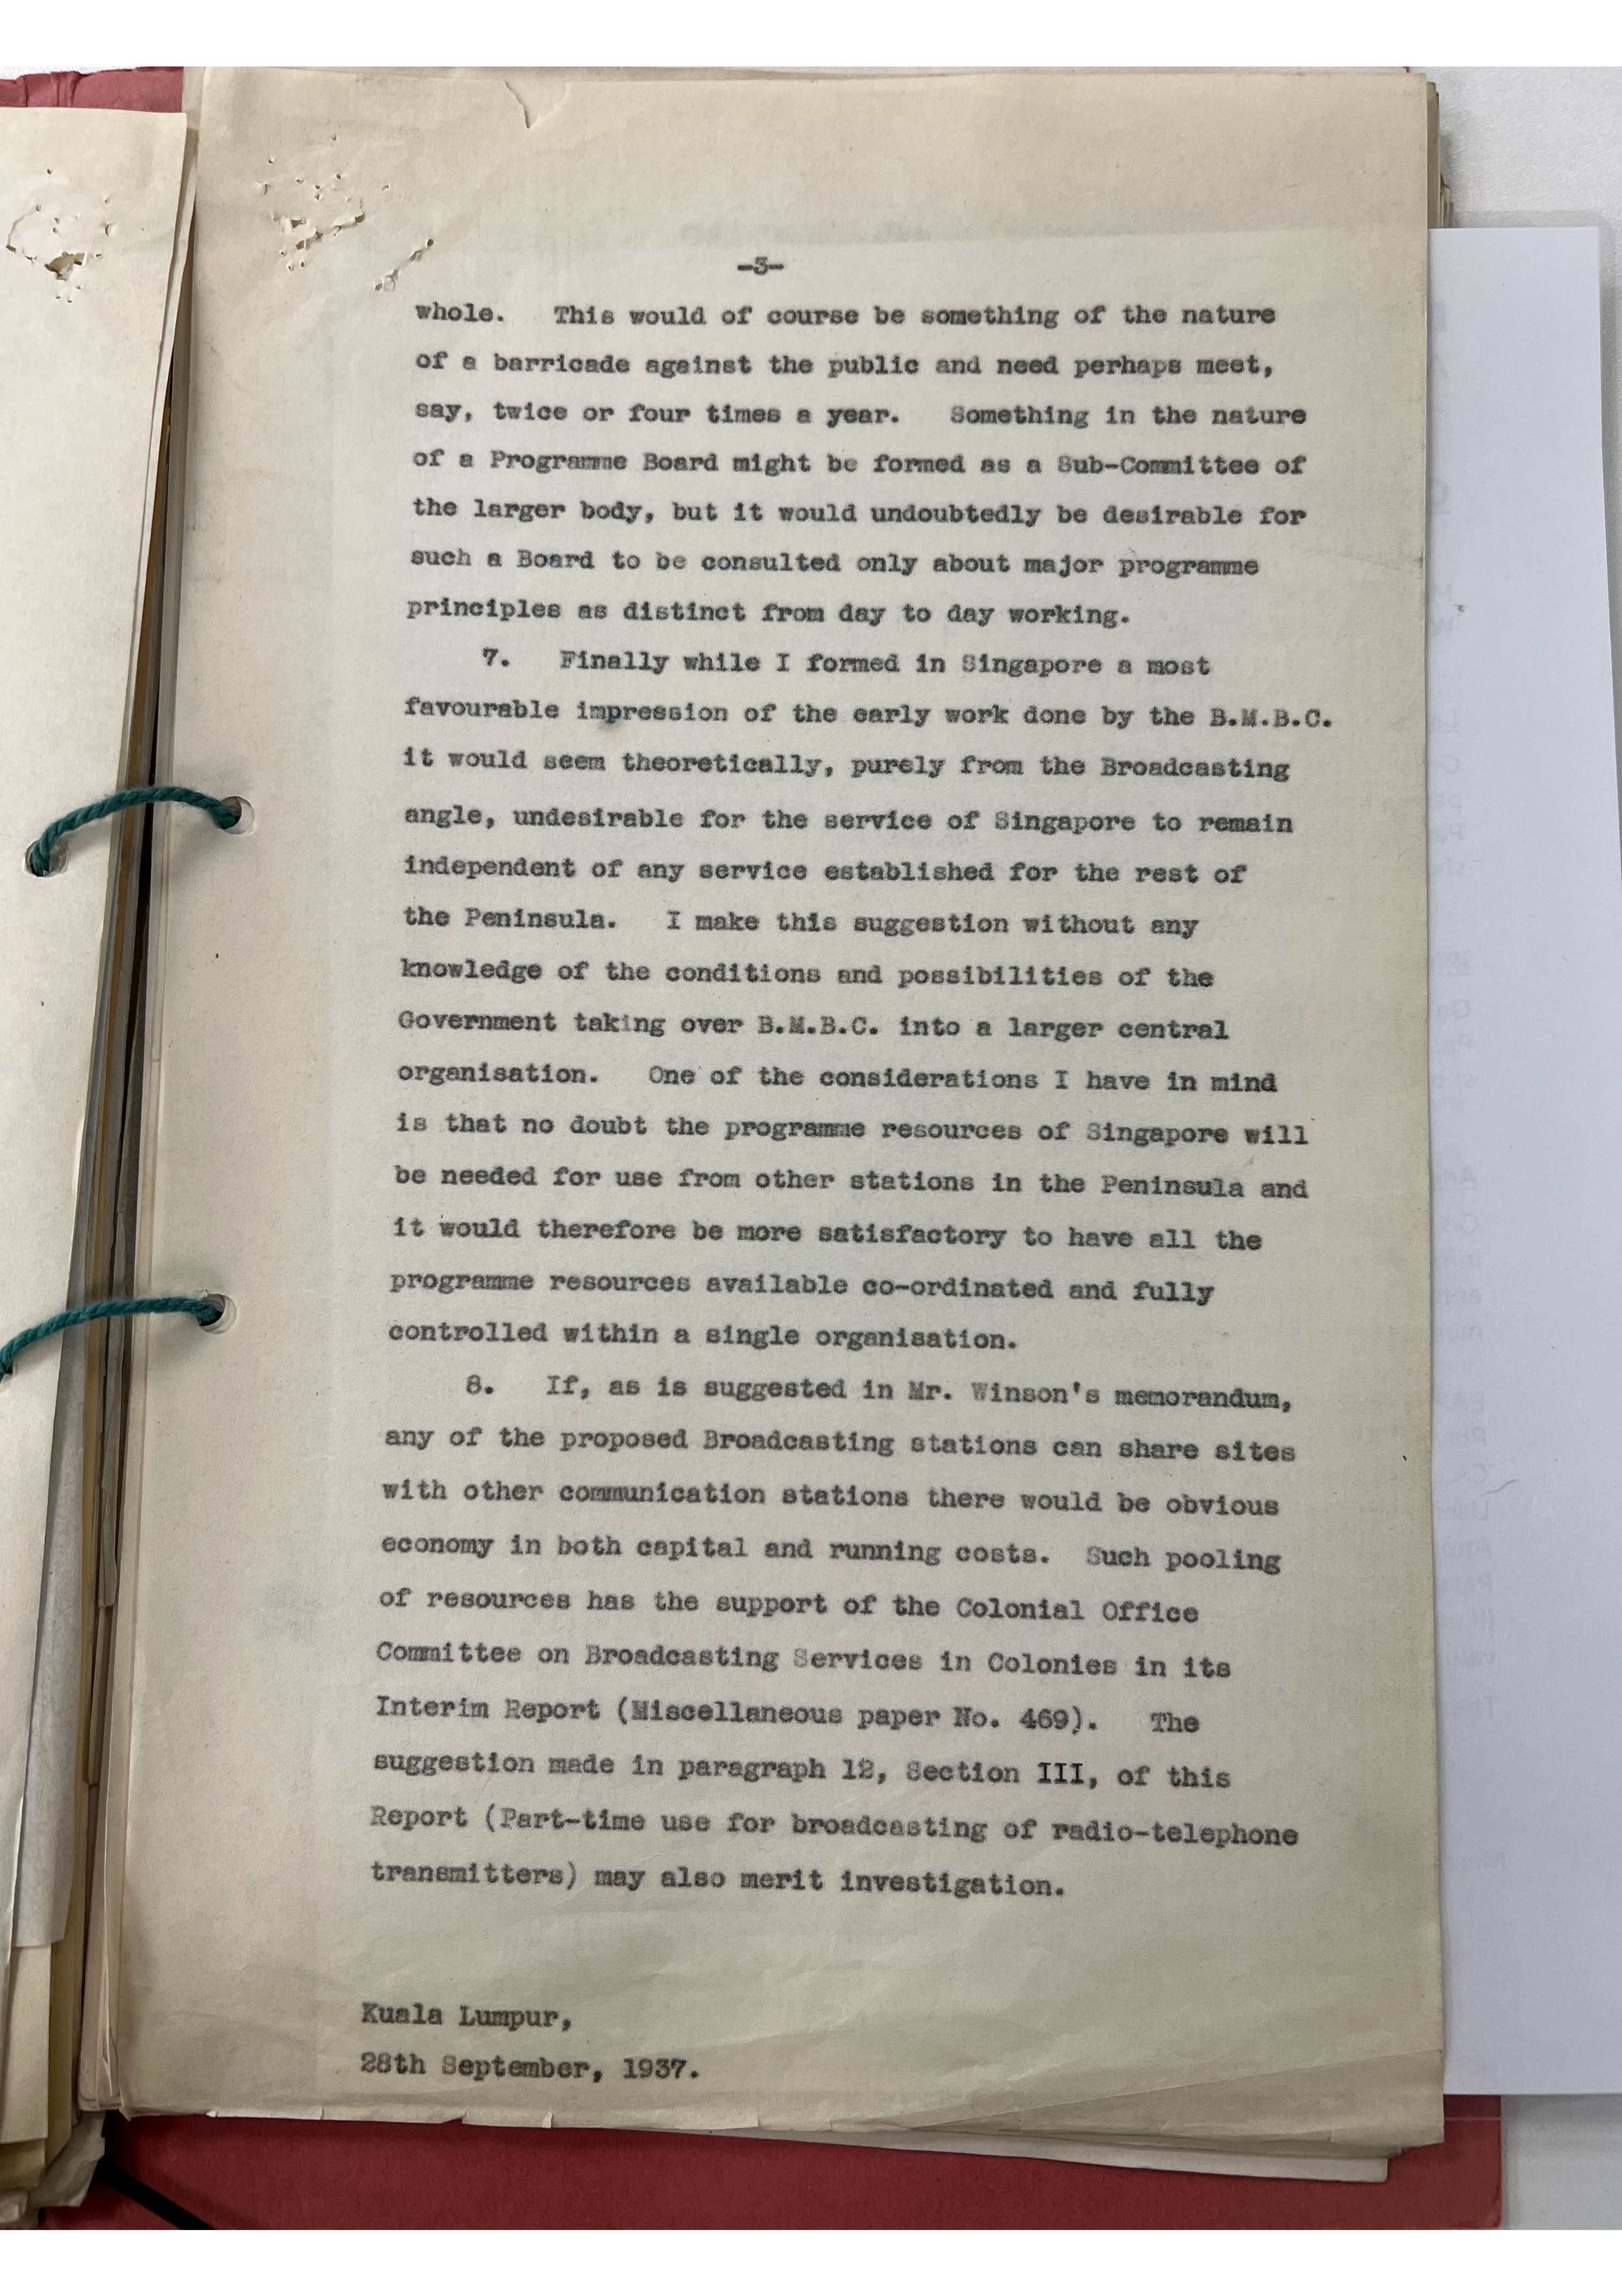 -3-
whole. This would of course be something of the nature
of a barricade against the public and need perhaps meet,
say, twice or four times a year. Something in the nature
of a Programme Board might be formed as a Sub-Committee of
the larger body, but it would undoubtedly be desirable for
such a Board to be consulted only about major programme
principles as distinct from day to day working.
7. Finally while I formed in Singapore a most
favourable impression of the early work done by the B.M.B.C.
it would seem theoretically, purely from the Broadcasting
angle, undesirable for the service of Singapore to remain
independent of any service established for the rest of
the Peninsula. I make this suggestion without any
knowledge of the conditions and possibilities of the
Government taking over B.M.B.C. into a larger central
organisation. One of the considerations I have in mind
is that no doubt the programme resources of Singapore will
be needed for use from other stations in the Peninsula and
it would therefore be more satisfactory to have all the
programme resources available co-ordinated and fully
controlled within a single organisation.
8. If, as is suggested in Mr. Winson's memorandum,
any of the proposed Broadcasting stations can share sites
with other communication stations there would be obvious
economy in both capital and running costs. Such pooling
of resources has the support of the Colonial Office
Committee on Broadcasting Services in Colonies in its
Interim Report (Miscellaneous paper No. 469). The
suggestion made in paragraph 12, Section III, of this
Report (Part-time use for broadcasting of radio-telephone
transmitters) may also merit investigation.
Kuala Lumpur,
28th September, 1937.